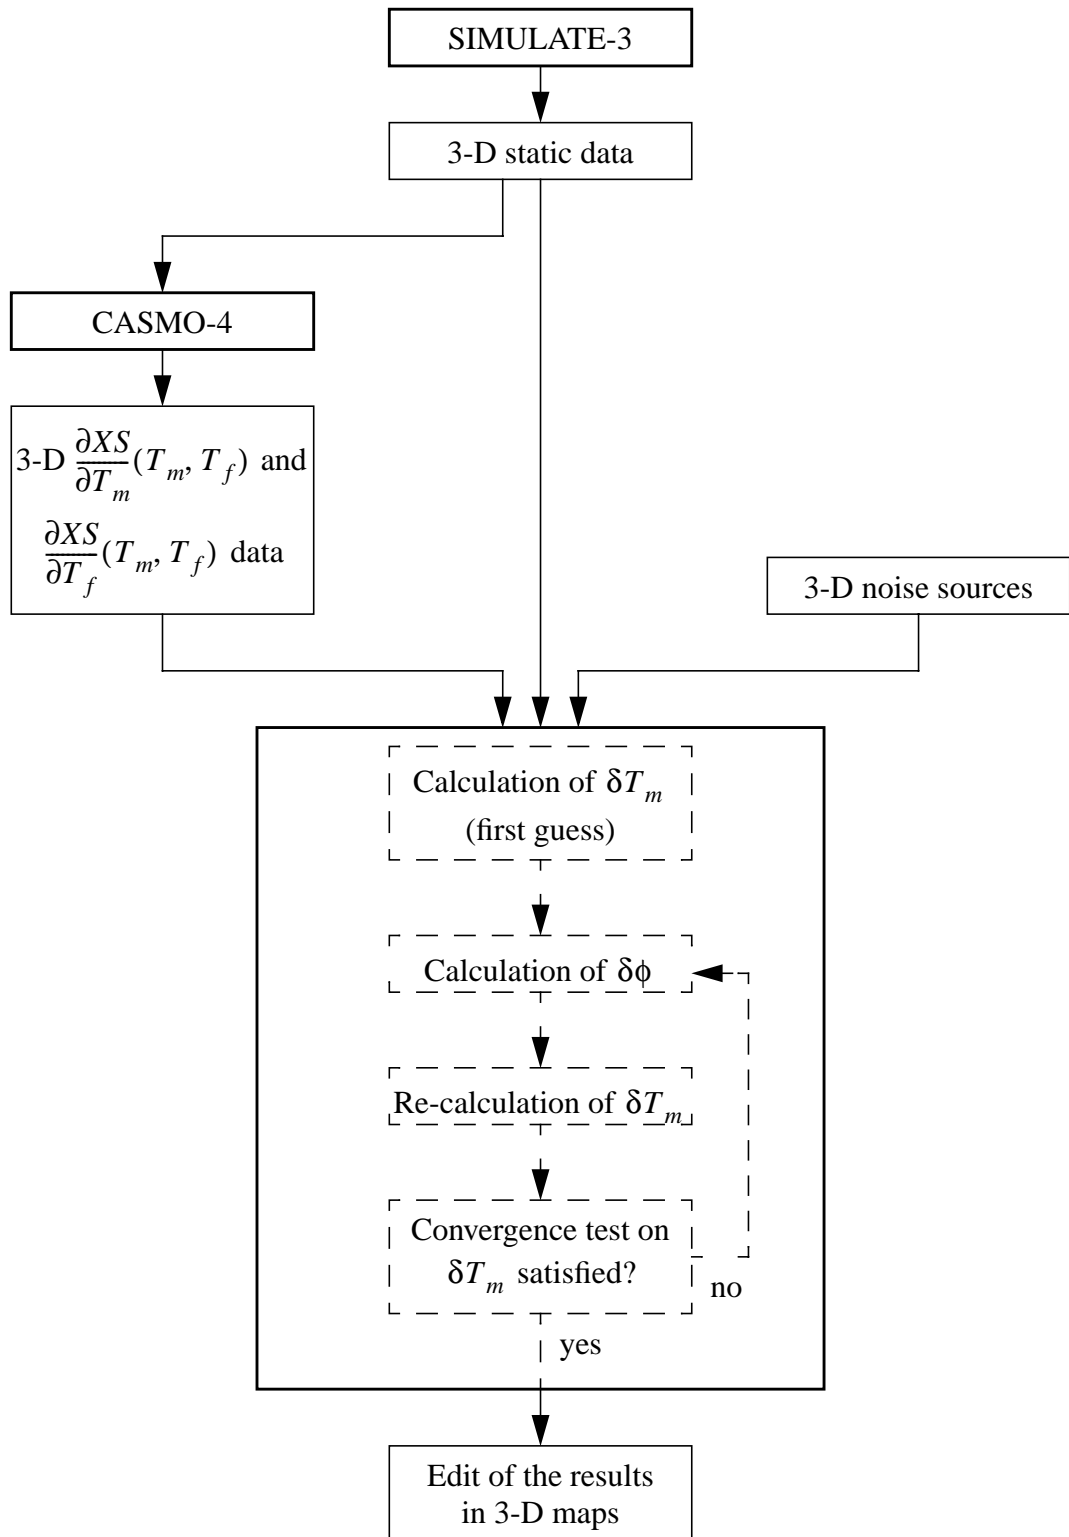 SIMULATE-3
3-D static data
CASMO-4
3-D ∂XS/∂T_m (T_m, T_f) and
∂XS/∂T_f (T_m, T_f) data
3-D noise sources
Calculation of δT_m
(first guess)
Calculation of δϕ
Re-calculation of δT_m
Convergence test on
δT_m satisfied?
no
yes
Edit of the results
in 3-D maps